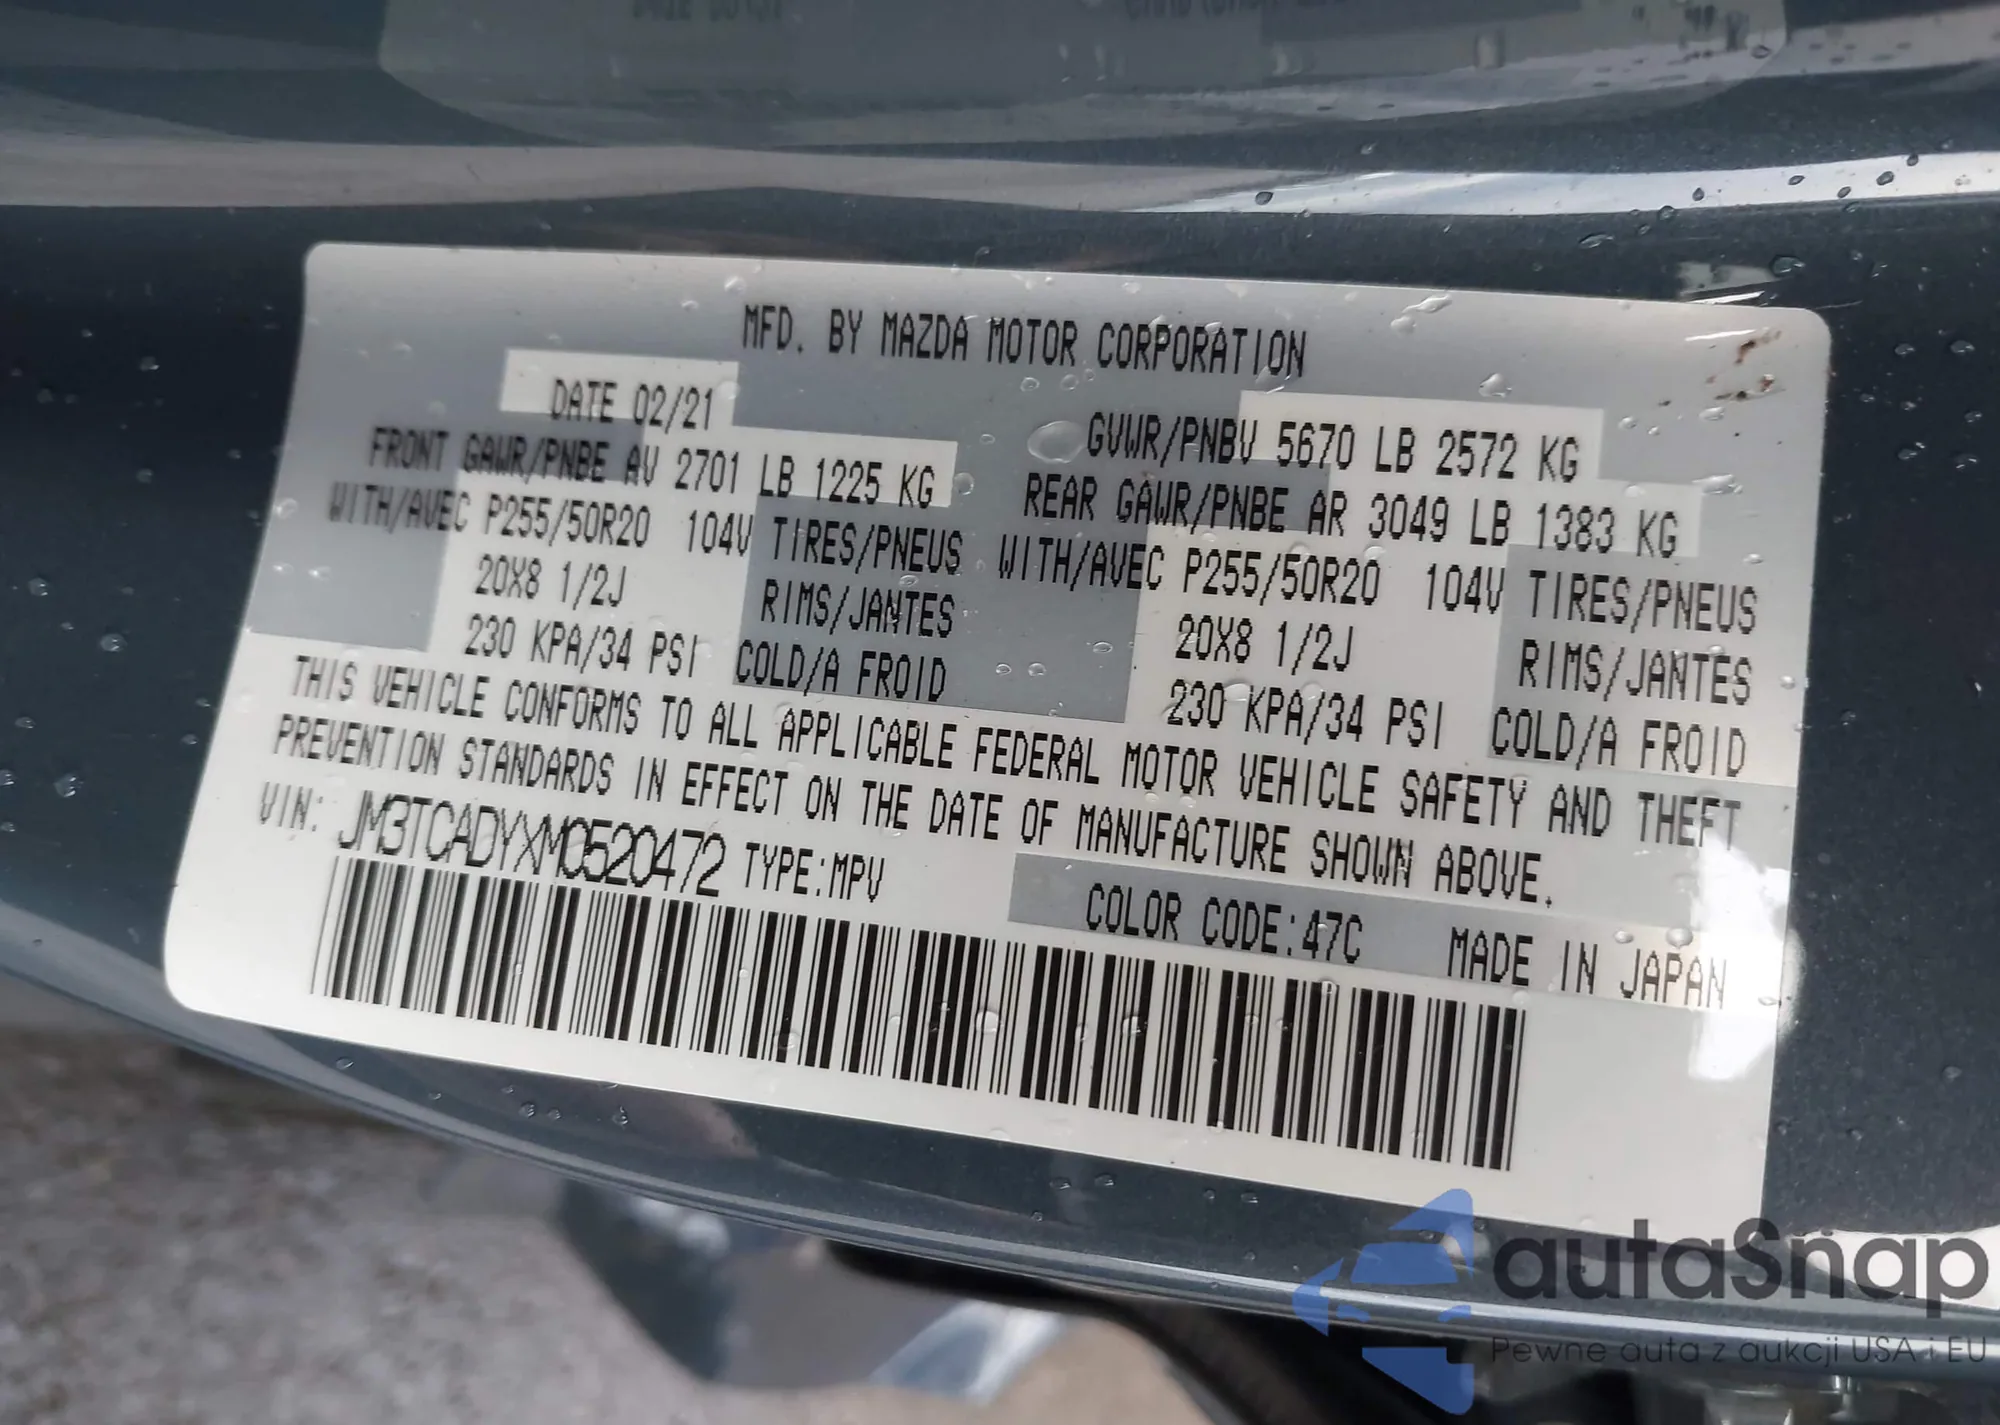 MFD. BY MAZDA MOTOR CORPORATION
DATE 02/21 GVWR/PNBV 5670 LB 2572 KG
FRONT GAWR/PNBE AV 2701 LB 1225 KG REAR GAWR/PNBE AR 3049 LB 1383 KG
WITH/AVEC P255/50R20 104V TIRES/PNEUS WITH/AVEC P255/50R20 104V TIRES/PNEUS
20X8 1/2J RIMS/JANTES 20X8 1/2J RIMS/JANTES
230 KPA/34 PSI COLD/A FROID 230 KPA/34 PSI COLD/A FROID
THIS VEHICLE CONFORMS TO ALL APPLICABLE FEDERAL MOTOR VEHICLE SAFETY AND THEFT
PREVENTION STANDARDS IN EFFECT ON THE DATE OF MANUFACTURE SHOWN ABOVE.
VIN: JM3TCADYXM0520472 TYPE:MPV
COLOR CODE:47C MADE IN JAPAN
autaSnap
Pewne auta z aukcji USA i EU